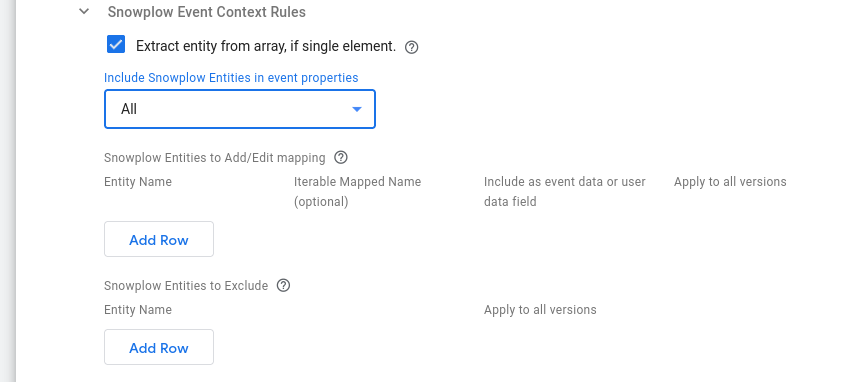 Snowplow Event Context Rules
Extract entity from array, if single element.
Include Snowplow Entities in event properties
All
Snowplow Entities to Add/Edit mapping
Entity Name Iterable Mapped Name (optional) Include as event data or user data field Apply to all versions
Add Row
Snowplow Entities to Exclude
Entity Name Apply to all versions
Add Row